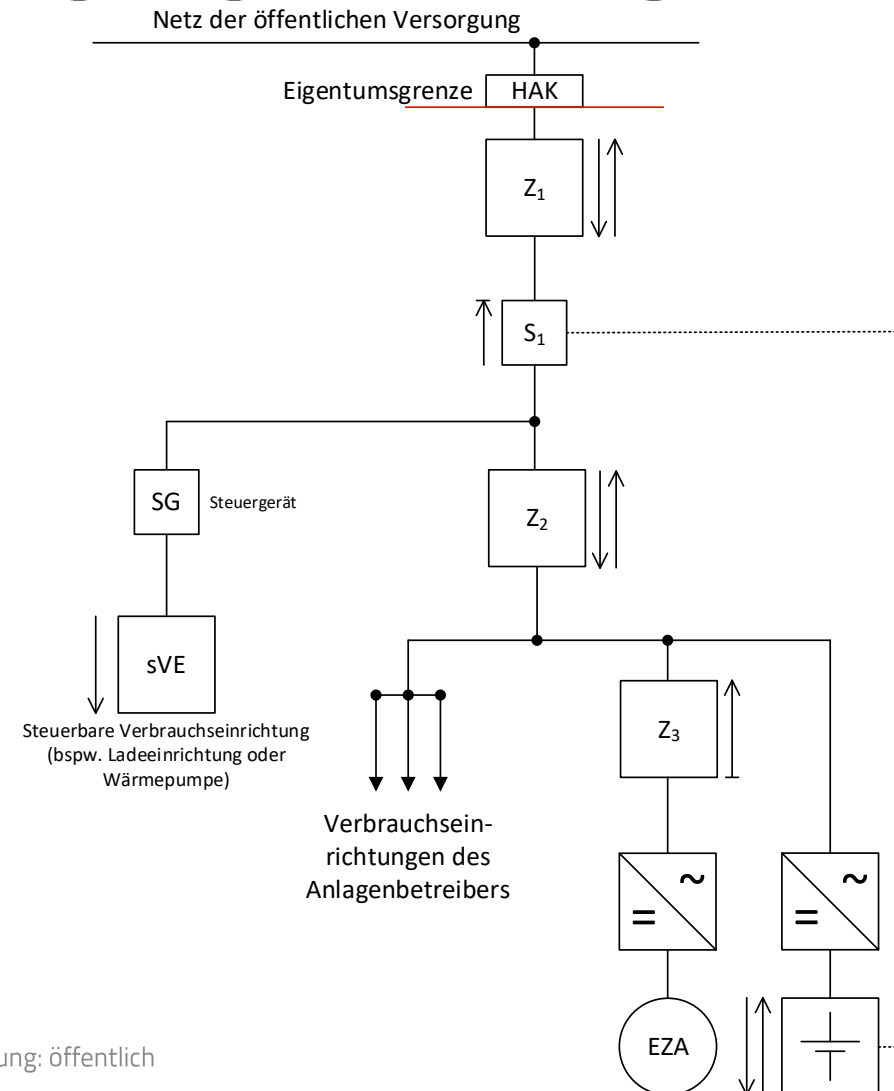 Netz der öffentlichen Versorgung
Eigentumsgrenze
HAK
Z₁
S₁
SG
Steuergerät
Z₂
sVE
Steuerbare Verbrauchseinrichtung
(bspw. Ladeeinrichtung oder
Wärmepumpe)
Z₃
Verbrauchsein-
richtungen des
Anlagenbetreibers
~
=
~
=
EZA
ung: öffentlich